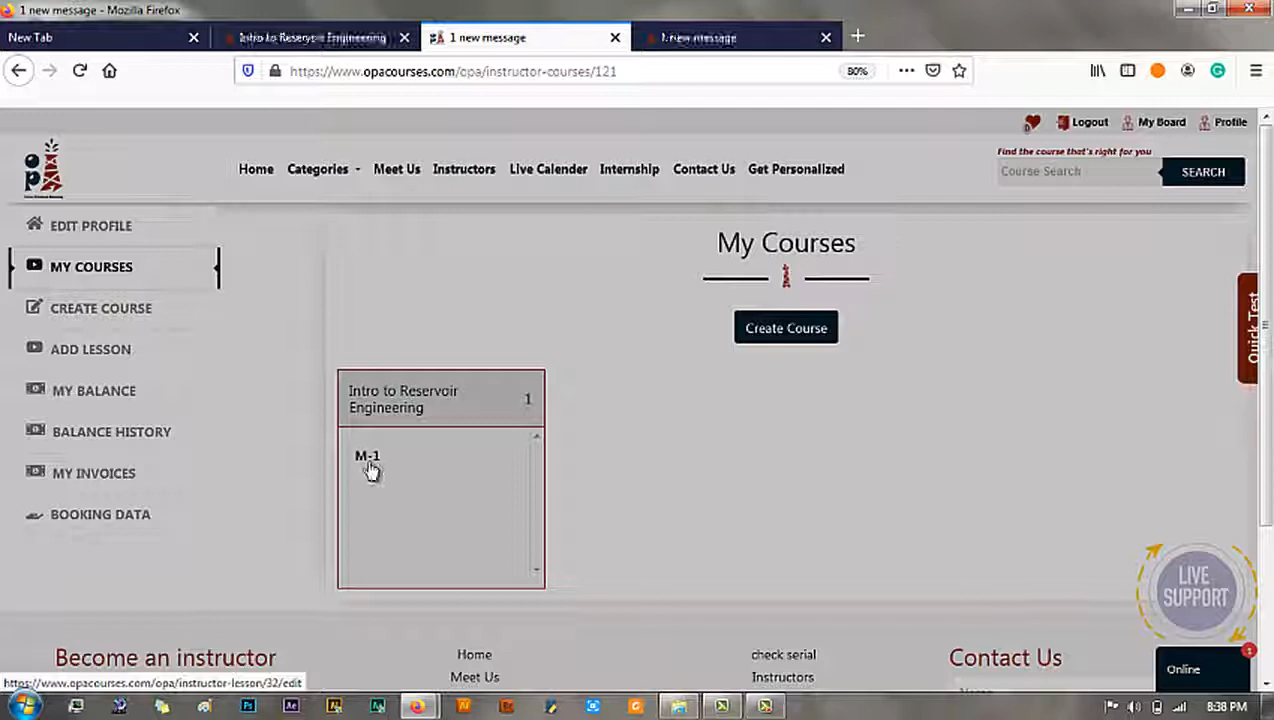 1 new message - Mozilla Firefox
New Tab
Intro to Reservoir Engineering
1 new message
1 new message
https://www.opacourses.com/opa/instructor-courses/121
80%
0
Logout
My Board
Profile
opa
Home
Categories
Meet Us
Instructors
Live Calender
Internship
Contact Us
Get Personalized
Find the course that's right for you
Course Search
SEARCH
EDIT PROFILE
MY COURSES
CREATE COURSE
ADD LESSON
MY BALANCE
BALANCE HISTORY
MY INVOICES
BOOKING DATA
My Courses
Create Course
Intro to Reservoir
Engineering
1
M-1
Quick Test
LIVE
SUPPORT
Become an instructor
Home
Meet Us
check serial
Instructors
Contact Us
Online
1
https://www.opacourses.com/opa/instructor-lesson/32/edit
Ps
Ae
8:38 PM